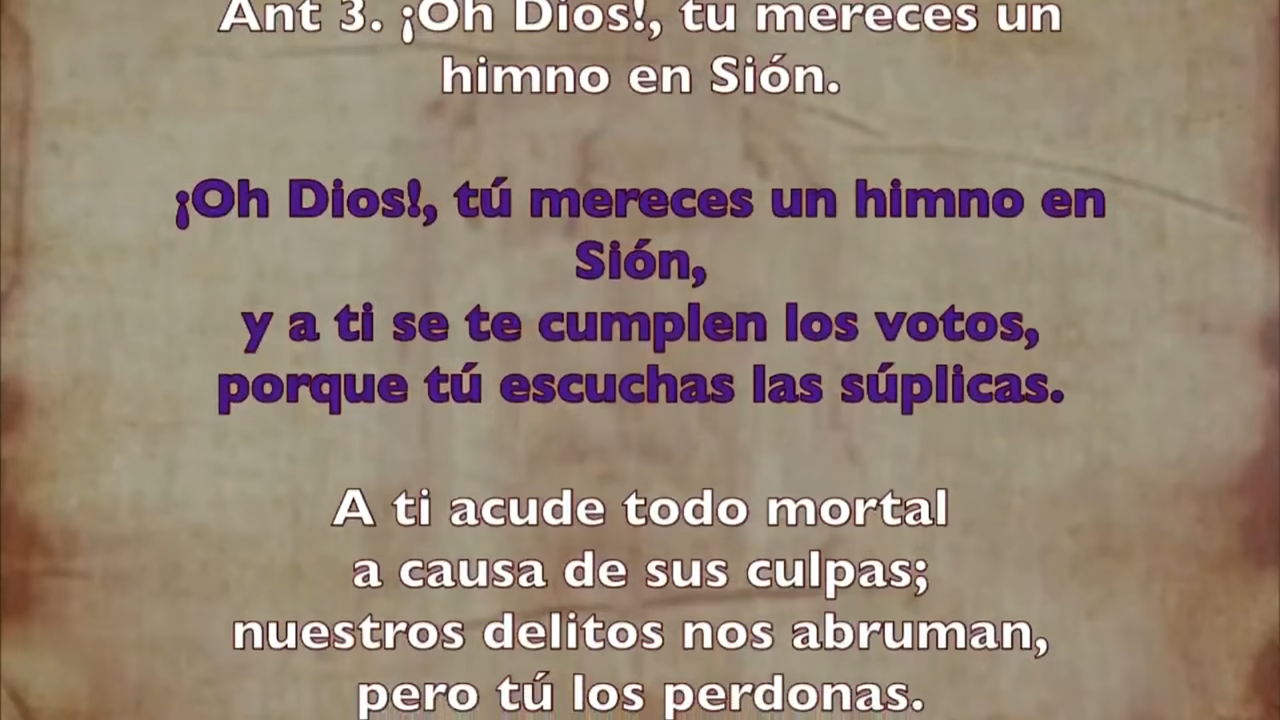 Ant 3. ¡Oh Dios!, tú mereces un
himno en Sión.
¡Oh Dios!, tú mereces un himno en
Sión,
y a ti se te cumplen los votos,
porque tú escuchas las súplicas.
A ti acude todo mortal
a causa de sus culpas;
nuestros delitos nos abruman,
pero tú los perdonas.